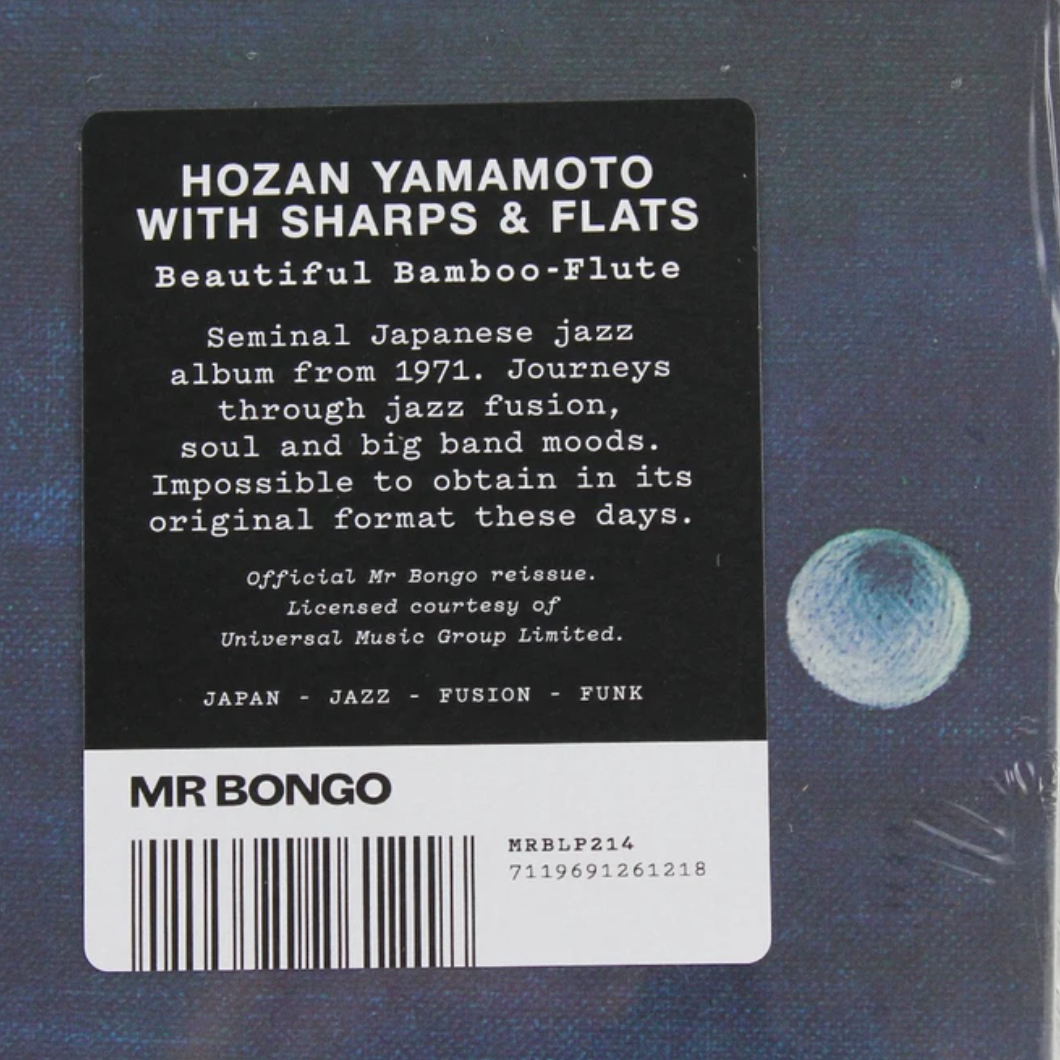 HOZAN YAMAMOTO
WITH SHARPS & FLATS
Beautiful Bamboo-Flute
Seminal Japanese jazz
album from 1971. Journeys
through jazz fusion,
soul and big band moods.
Impossible to obtain in its
original format these days.
Official Mr Bongo reissue.
Licensed courtesy of
Universal Music Group Limited.
JAPAN - JAZZ - FUSION - FUNK
MR BONGO
MRBLP214
7119691261218